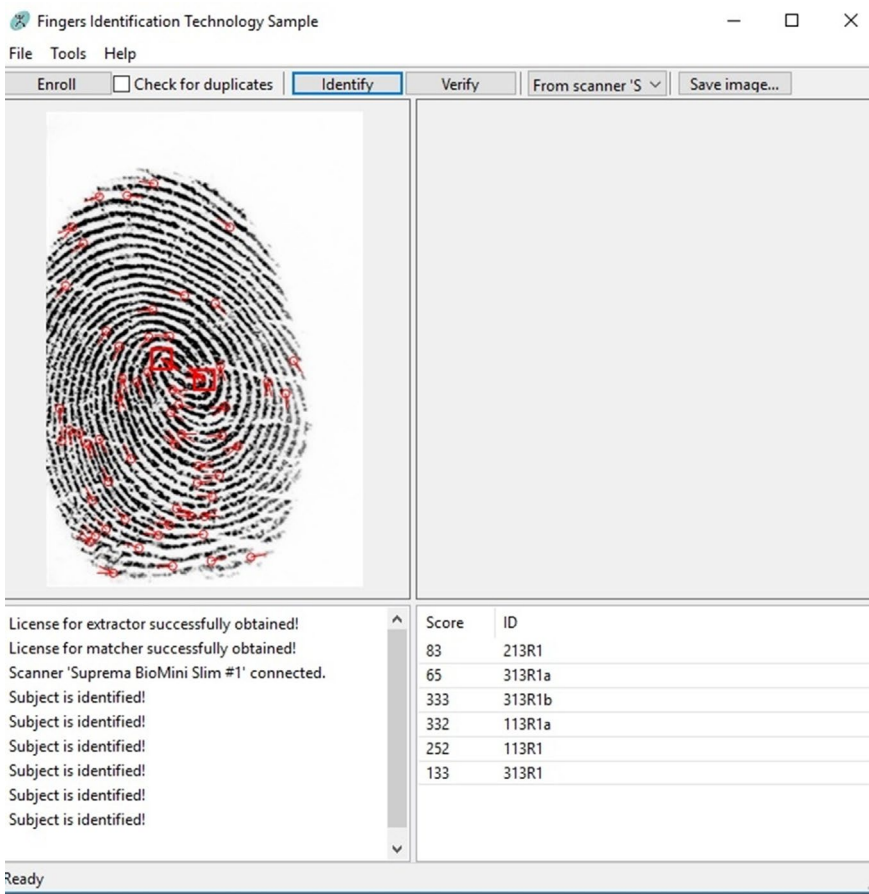 Fingers Identification Technology Sample
File Tools Help
Enroll Check for duplicates Identify Verify From scanner 'S Save image...
License for extractor successfully obtained!
License for matcher successfully obtained!
Scanner 'Suprema BioMini Slim #1' connected.
Subject is identified!
Subject is identified!
Subject is identified!
Subject is identified!
Subject is identified!
Subject is identified!
Score ID
83 213R1
65 313R1a
333 313R1b
332 113R1a
252 113R1
133 313R1
Ready